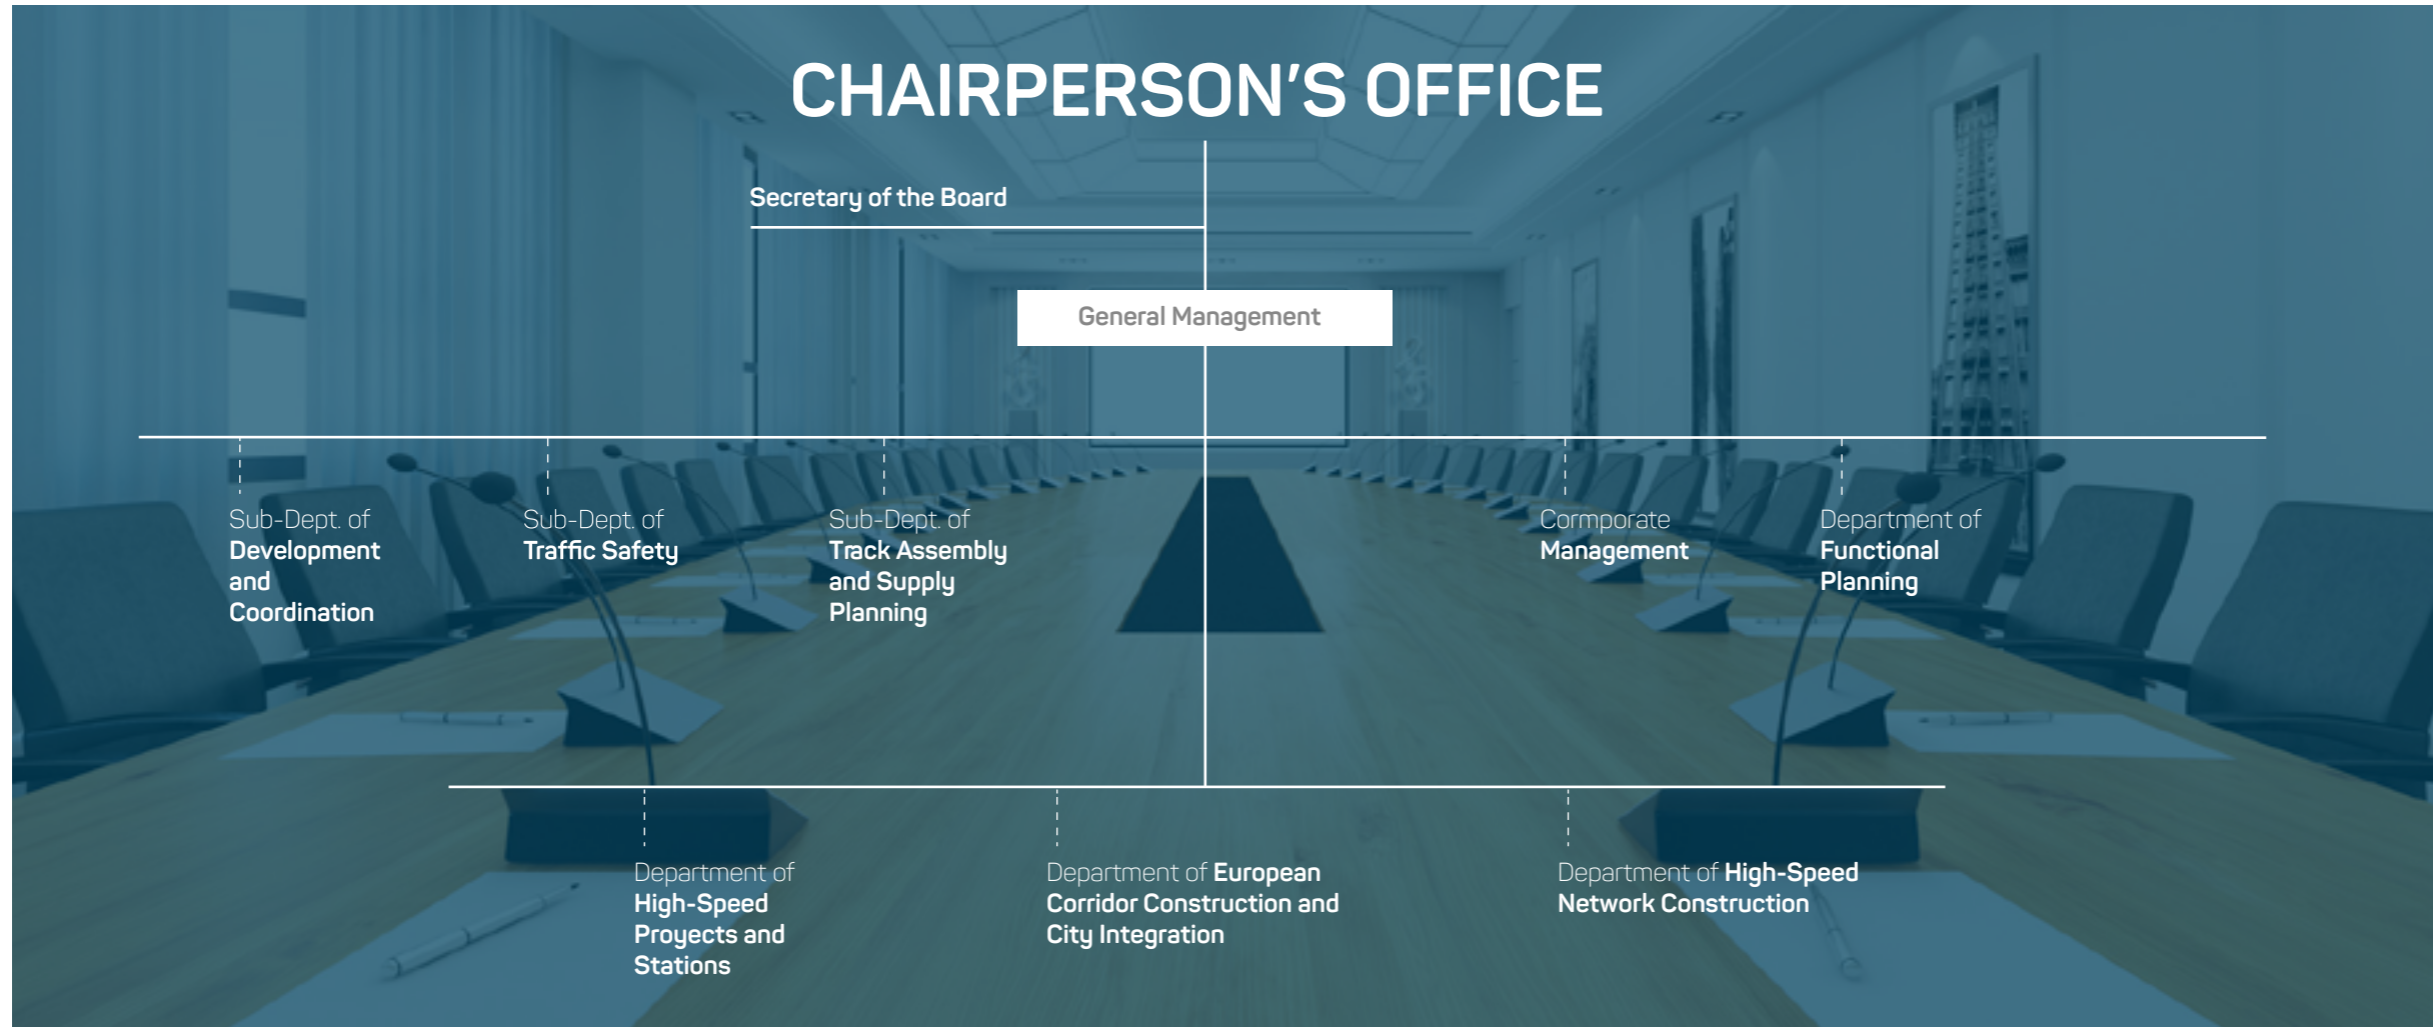 CHAIRPERSON'S OFFICE
Secretary of the Board
General Management
Sub-Dept. of
Development
and
Coordination
Sub-Dept. of
Traffic Safety
Sub-Dept. of
Track Assembly
and Supply
Planning
Cormporate
Management
Department of
Functional
Planning
Department of
High-Speed
Proyects and
Stations
Department of European
Corridor Construction and
City Integration
Department of High-Speed
Network Construction